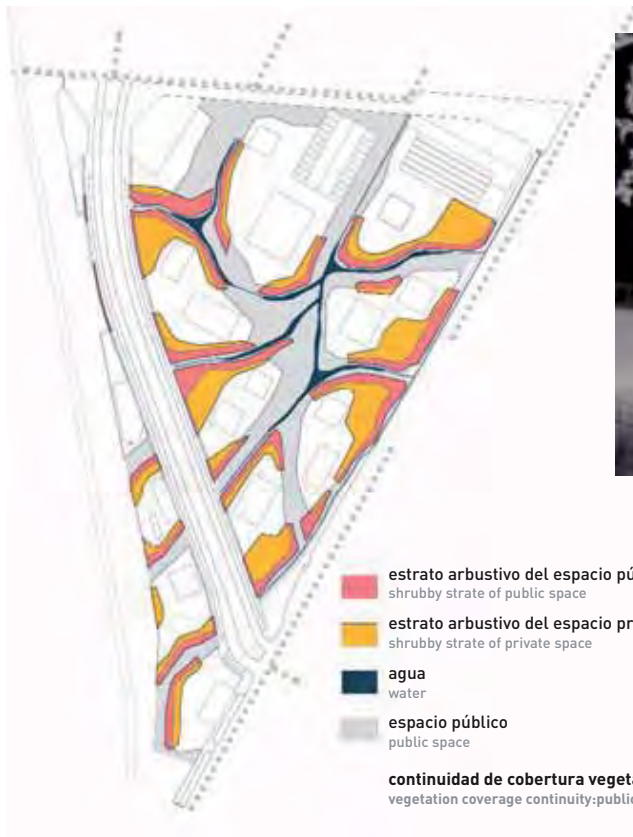 estrato arbustivo del espacio pú
shrubby strate of public space
estrato arbustivo del espacio pr
shrubby strate of private space
agua
water
espacio público
public space
continuidad de cobertura veget
vegetation coverage continuity:public